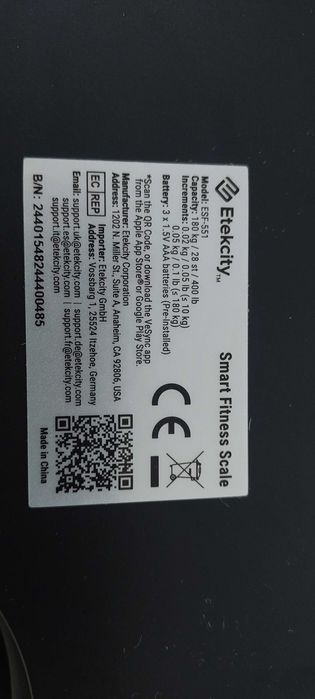 Etekcity™
Smart Fitness Scale
Model: ESF-551
Capacity: 180 kg / 28 st / 400 lb
Increments: 0.02 kg / 0.05 lb (≤ 10 kg)
0.05 kg / 0.1 lb (≤ 180 kg)
Battery: 3 x 1.5V AAA batteries (Pre-installed)
*Scan the QR Code, or download the VeSync app
from the Apple App Store® or Google Play Store.
Manufacturer: Etekcity Corporation
Address: 1202 N. Miller St., Suite A, Anaheim, CA 92806, USA
EC REP
Importer: Etekcity GmbH
Address: Vossbarg 1, 25524 Itzehoe, Germany
Email: support.uk@etekcity.com | support.de@etekcity.com
support.es@etekcity.com | support.fr@etekcity.com
support.it@etekcity.com
B/N: 24401548244400485
Made in China
CE